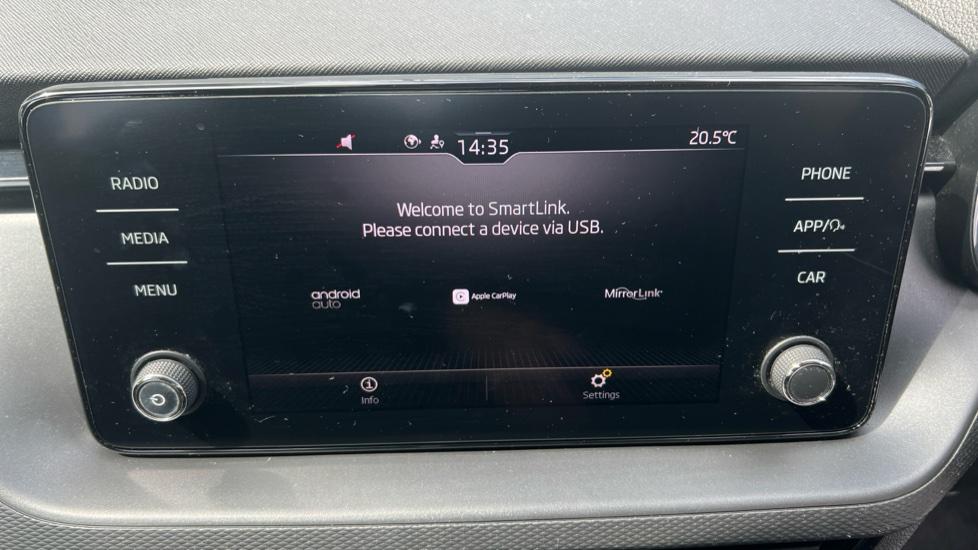 14:35
20.5°C
RADIO
MEDIA
MENU
Welcome to SmartLink.
Please connect a device via USB.
android
auto
Apple CarPlay
MirrorLink
Info
Settings
PHONE
APP/
CAR